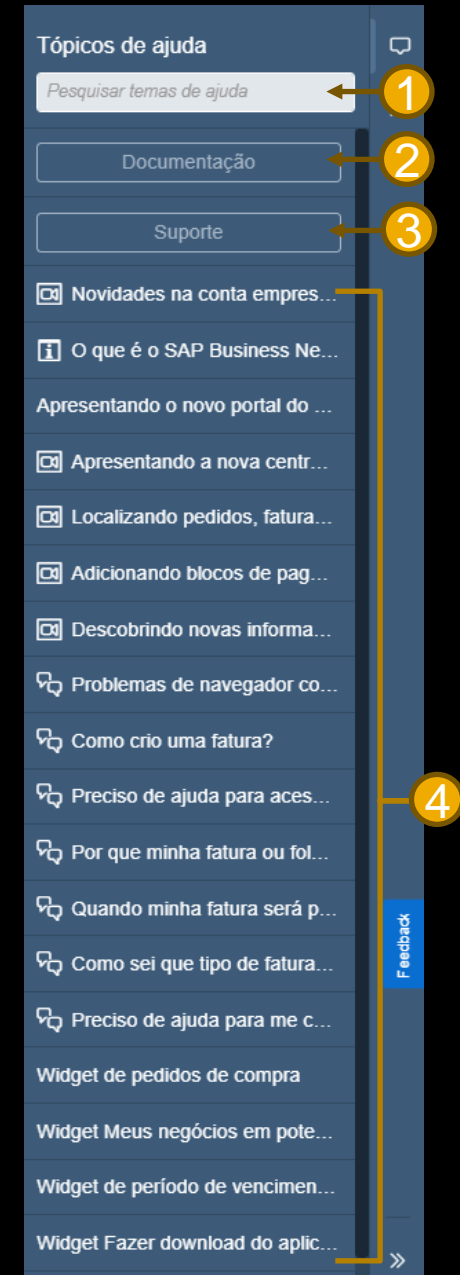 Tópicos de ajuda
Pesquisar temas de ajuda
1
Documentação
2
Suporte
3
Novidades na conta empres...
O que é o SAP Business Ne...
Apresentando o novo portal do ...
Apresentando a nova centr...
Localizando pedidos, fatura...
Adicionando blocos de pag...
Descobrindo novas informa...
Problemas de navegador co...
Como crio uma fatura?
Preciso de ajuda para aces...
4
Por que minha fatura ou fol...
Quando minha fatura será p...
Feedback
Como sei que tipo de fatura...
Preciso de ajuda para me c...
Widget de pedidos de compra
Widget Meus negócios em pote...
Widget de período de vencimen...
Widget Fazer download do aplic...